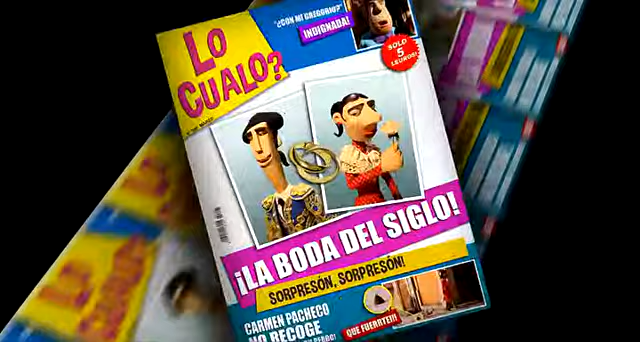 "¿CON MI GREGORIO?"
INDIGNADA!
LO
CUALO?
SOLO
5
LEUROS!
¡LA BODA DEL SIGLO!
SORPRESÓN, SORPRESÓN!
CARMEN PACHECO
NO RECOGE
QUE FUERRTE!!!